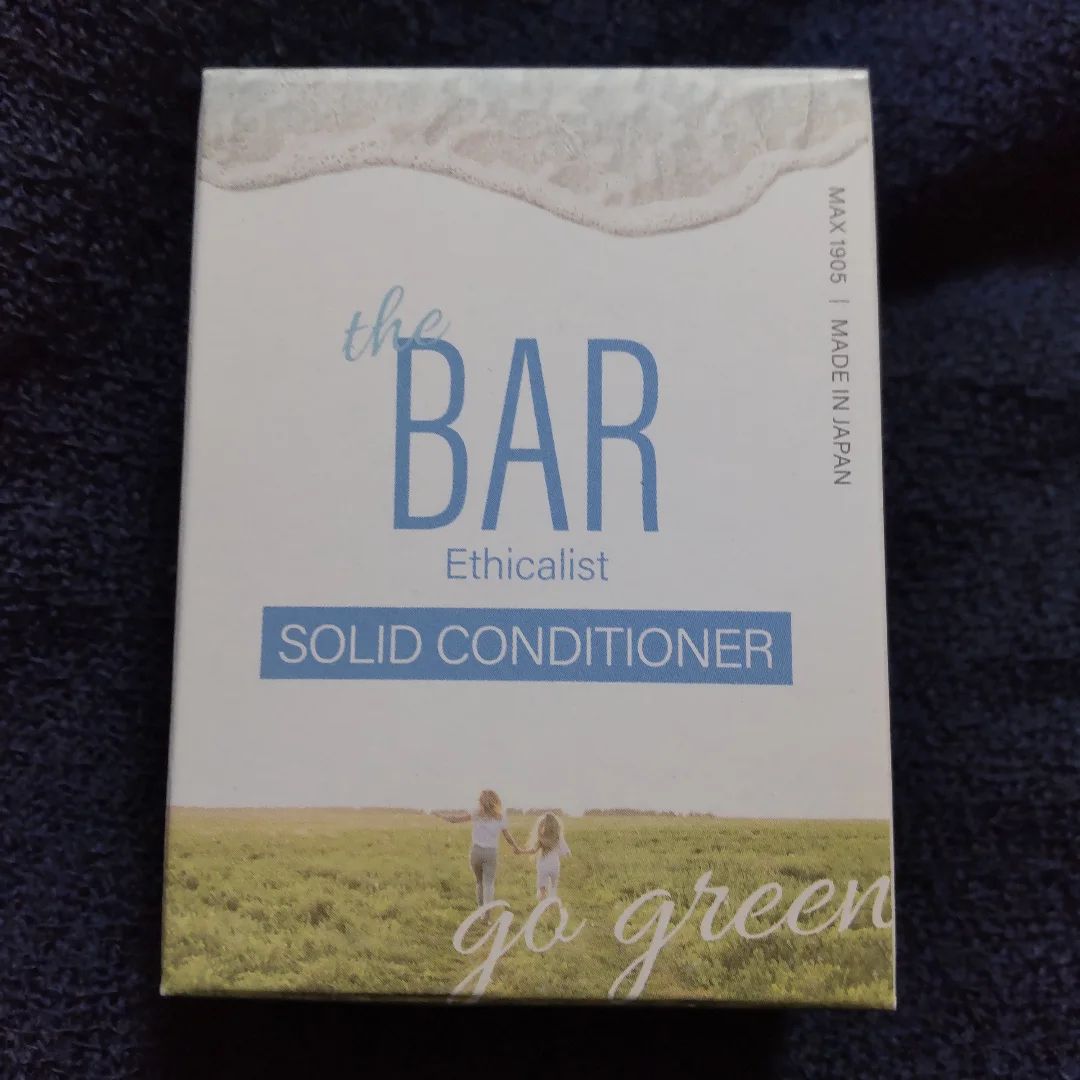 the
BAR
Ethicalist
SOLID CONDITIONER
MAX 1905 | MADE IN JAPAN
go green